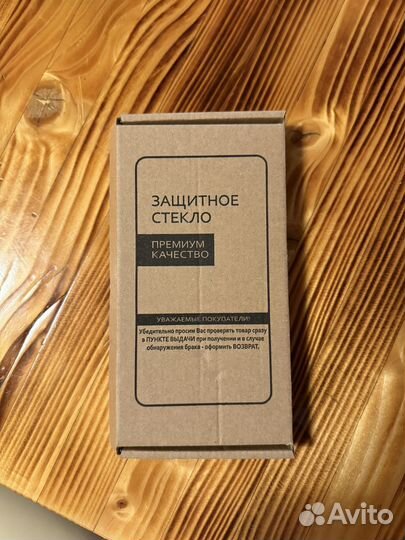 ЗАЩИТНОЕ
СТЕКЛО
ПРЕМИУМ
КАЧЕСТВО
УВАЖАЕМЫЕ ПОКУПАТЕЛИ!
Убедительно просим Вас проверять товар сразу
в ПУНКТЕ ВЫДАЧИ при получении и в случае
обнаружения брака - оформить ВОЗВРАТ.
Avito